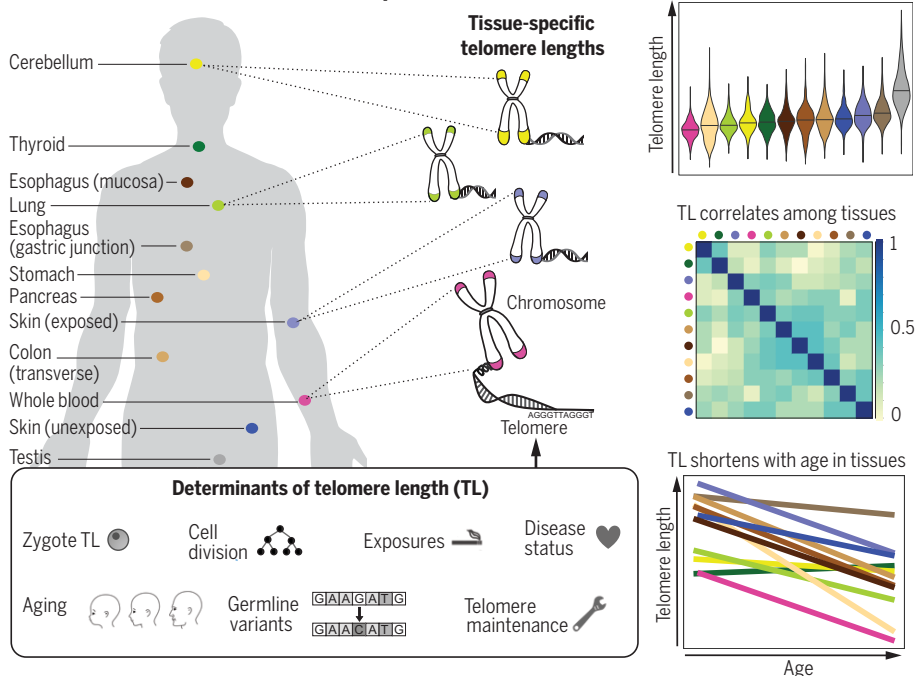 Tissue-specific
telomere lengths
Cerebellum
Thyroid
Esophagus (mucosa)
Lung
Esophagus
(gastric junction)
Stomach
Pancreas
Skin (exposed)
Colon
(transverse)
Whole blood
Skin (unexposed)
Testis
Chromosome
AGGGTTAGGGT
Telomere
Determinants of telomere length (TL)
Zygote TL
Cell
division
Exposures
Disease
status
Aging
Germline
variants
GAAGATG
GAACATG
Telomere
maintenance
Telomere length
TL correlates among tissues
1
0.5
0
TL shortens with age in tissues
Telomere length
Age